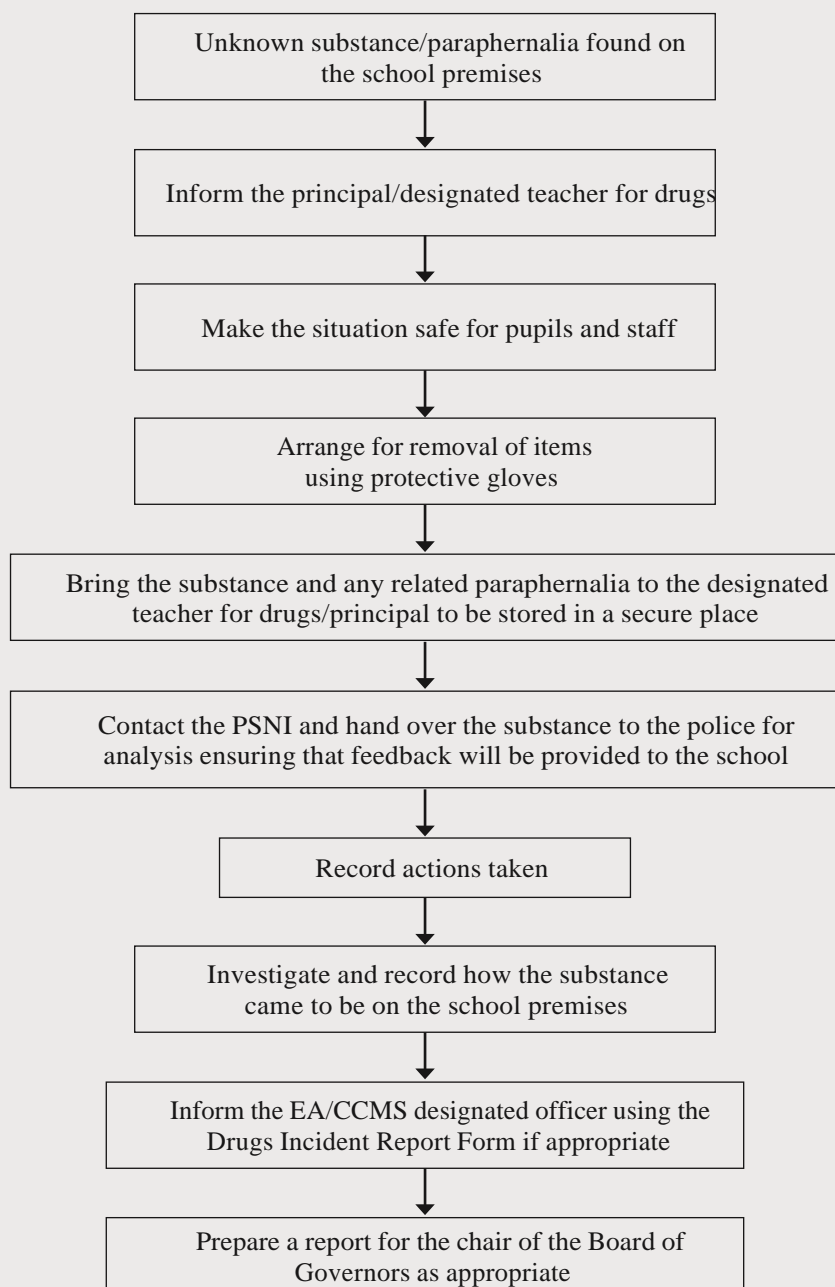 Unknown substance/paraphernalia found on
the school premises
Inform the principal/designated teacher for drugs
Make the situation safe for pupils and staff
Arrange for removal of items
using protective gloves
Bring the substance and any related paraphernalia to the designated
teacher for drugs/principal to be stored in a secure place
Contact the PSNI and hand over the substance to the police for
analysis ensuring that feedback will be provided to the school
Record actions taken
Investigate and record how the substance
came to be on the school premises
Inform the EA/CCMS designated officer using the
Drugs Incident Report Form if appropriate
Prepare a report for the chair of the Board of
Governors as appropriate